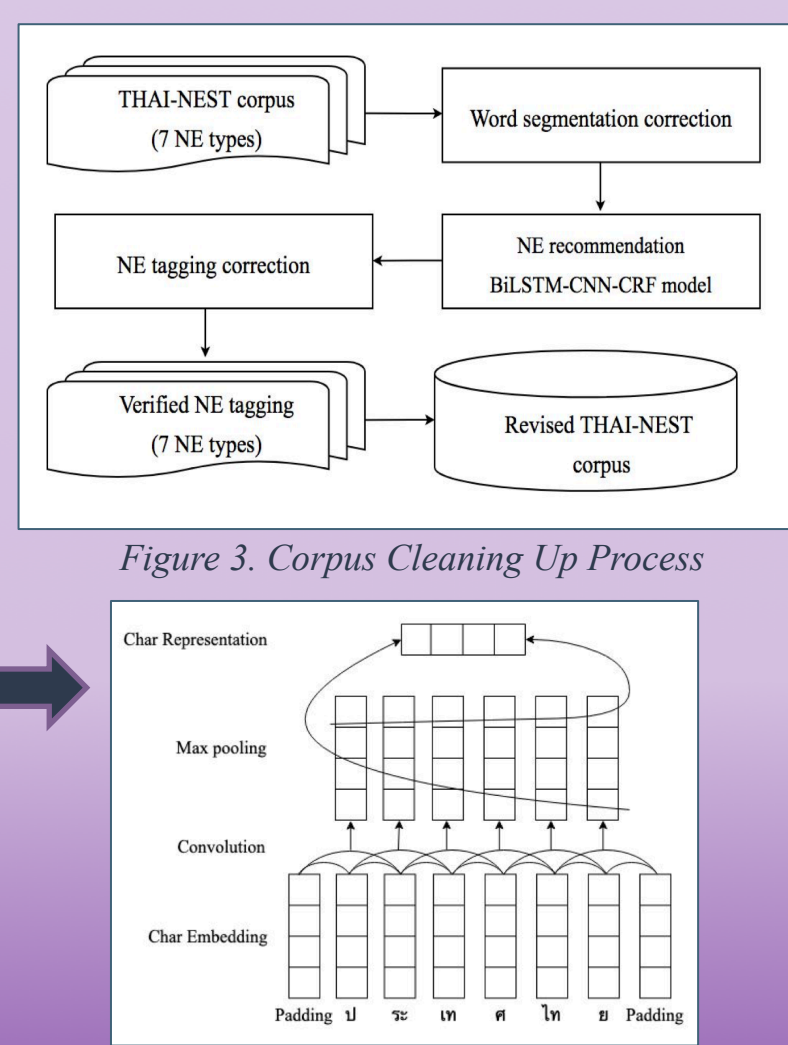 THAI-NEST corpus
(7 NE types)
Word segmentation correction
NE tagging correction
NE recommendation
BiLSTM-CNN-CRF model
Verified NE tagging
(7 NE types)
Revised THAI-NEST
corpus
Figure 3. Corpus Cleaning Up Process
Char Representation
Max pooling
Convolution
Char Embedding
Padding ป ระ เท ศ ไท ย Padding